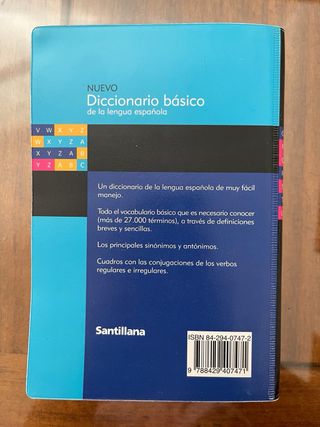 NUEVO
Diccionario básico
de la lengua española
V W X Y Z
W X Y Z A
X Y Z A B
Y Z A B C
Un diccionario de la lengua española de muy fácil
manejo.
Todo el vocabulario básico que es necesario conocer
(más de 27.000 términos), a través de definiciones
breves y sencillas.
Los principales sinónimos y antónimos.
Cuadros con las conjugaciones de los verbos
regulares e irregulares.
Santillana
ISBN 84-294-0747-2
9 788429 407471